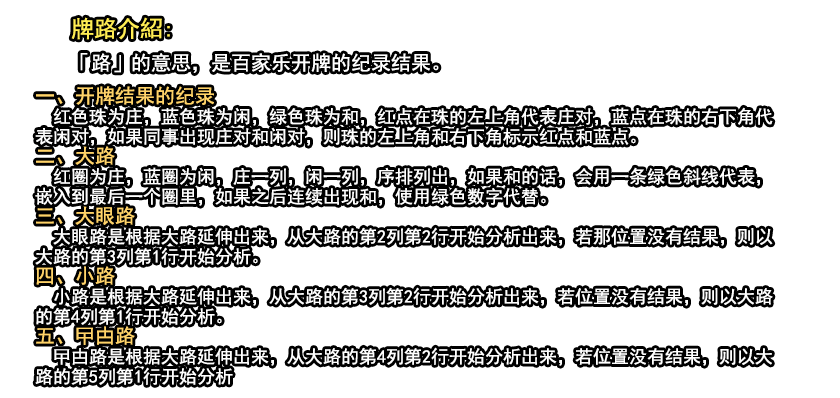 牌路介紹:
「路」的意思，是百家乐开牌的纪录结果。
一、开牌结果的纪录
红色珠为庄，蓝色珠为闲，绿色珠为和，红点在珠的左上角代表庄对，蓝点在珠的右下角代
表闲对，如果同事出现庄对和闲对，则珠的左上角和右下角标示红点和蓝点。
二、大路
红圈为庄，蓝圈为闲，庄一列，闲一列，序排列出，如果和的话，会用一条绿色斜线代表，
嵌入到最后一个圈里，如果之后连续出现和，使用绿色数字代替。
三、大眼路
大眼路是根据大路延伸出来，从大路的第2列第2行开始分析出来，若那位置没有结果，则以
大路的第3列第1行开始分析。
四、小路
小路是根据大路延伸出来，从大路的第3列第2行开始分析出来，若位置没有结果，则以大路
的第4列第1行开始分析。
五、曱甴路
曱甴路是根据大路延伸出来，从大路的第4列第2行开始分析出来，若位置没有结果，则以大
路的第5列第1行开始分析